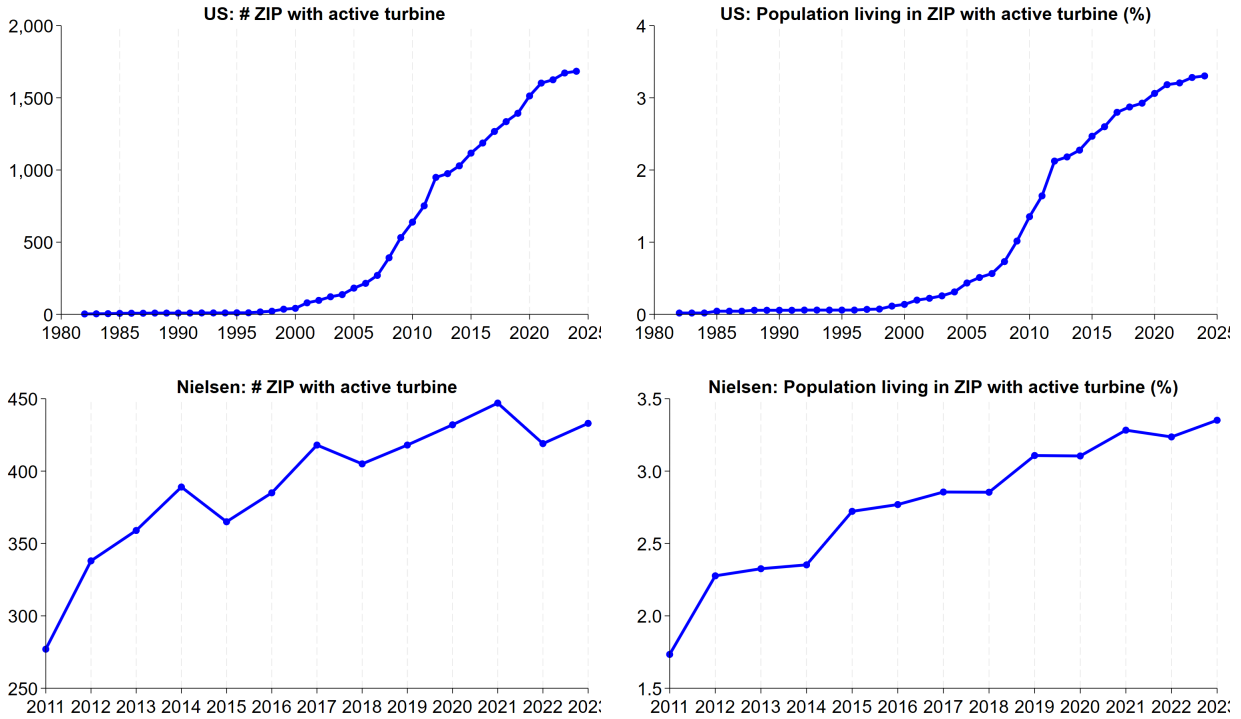 US: # ZIP with active turbine
2,000
1,500
1,000
500
0
1980 1985 1990 1995 2000 2005 2010 2015 2020 202
US: Population living in ZIP with active turbine (%)
4
3
2
1
0
1980 1985 1990 1995 2000 2005 2010 2015 2020 2025
Nielsen: # ZIP with active turbine
450
400
350
300
250
2011 2012 2013 2014 2015 2016 2017 2018 2019 2020 2021 2022 202
Nielsen: Population living in ZIP with active turbine (%)
3.5
3.0
2.5
2.0
1.5
2011 2012 2013 2014 2015 2016 2017 2018 2019 2020 2021 2022 202